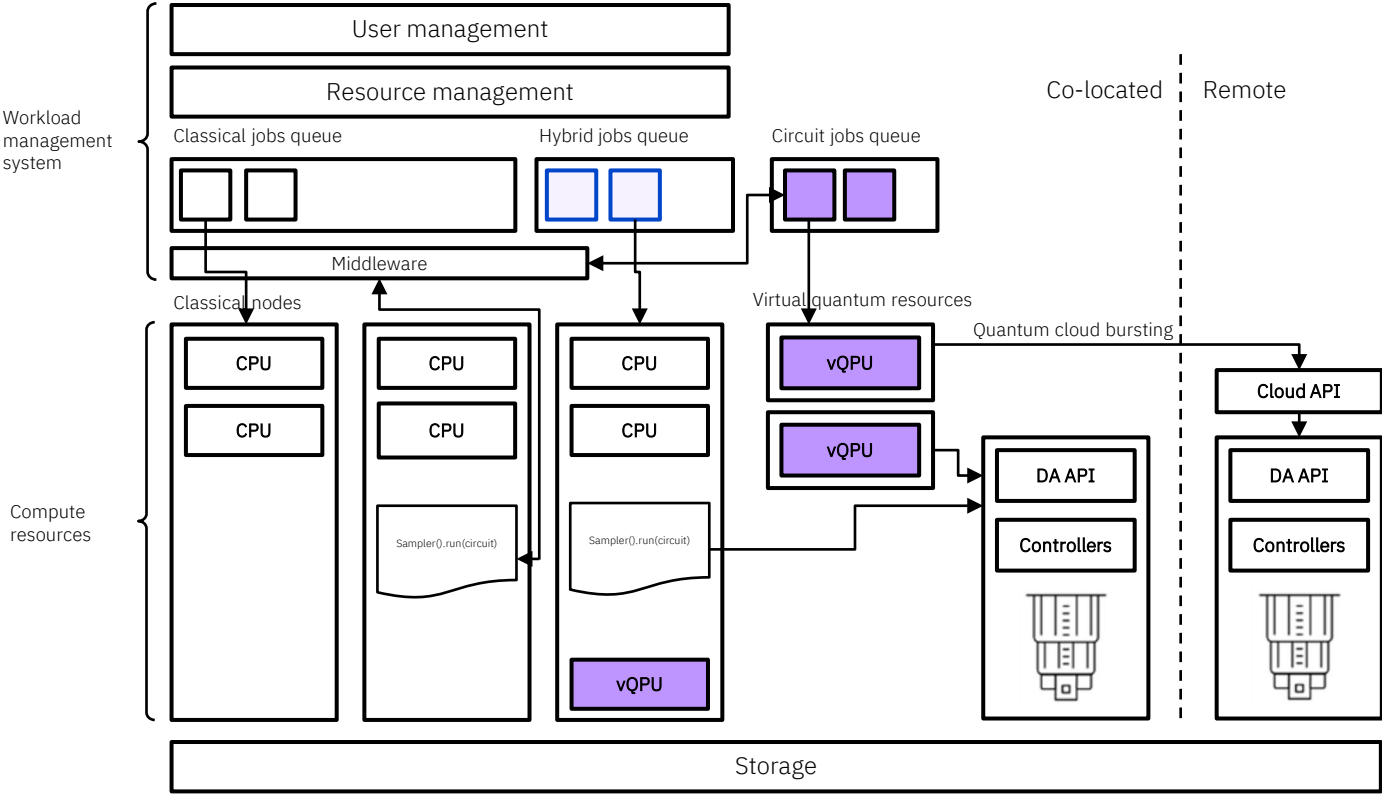 User management
Resource management
Co-located
Remote
Workload
management
system
Classical jobs queue
Hybrid jobs queue
Circuit jobs queue
Middleware
Classical nodes
Virtual quantum resources
Quantum cloud bursting
CPU
CPU
CPU
vQPU
Cloud API
CPU
CPU
CPU
vQPU
DA API
DA API
Compute
resources
Sampler().run(circuit)
Sampler().run(circuit)
Controllers
Controllers
vQPU
Storage